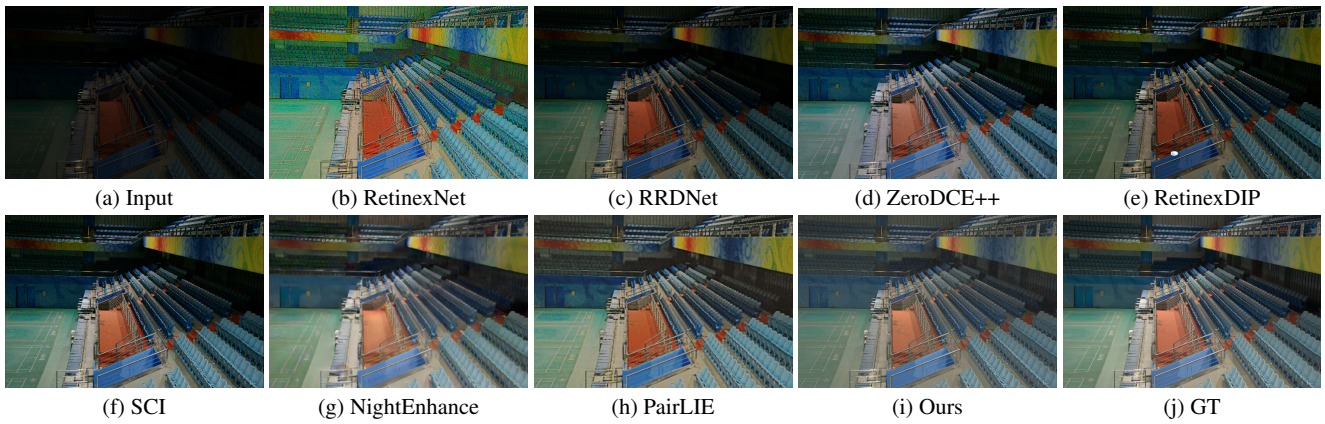 (a) Input
(b) RetinexNet
(c) RRDNet
(d) ZeroDCE++
(e) RetinexDIP
(f) SCI
(g) NightEnhance
(h) PairLIE
(i) Ours
(j) GT